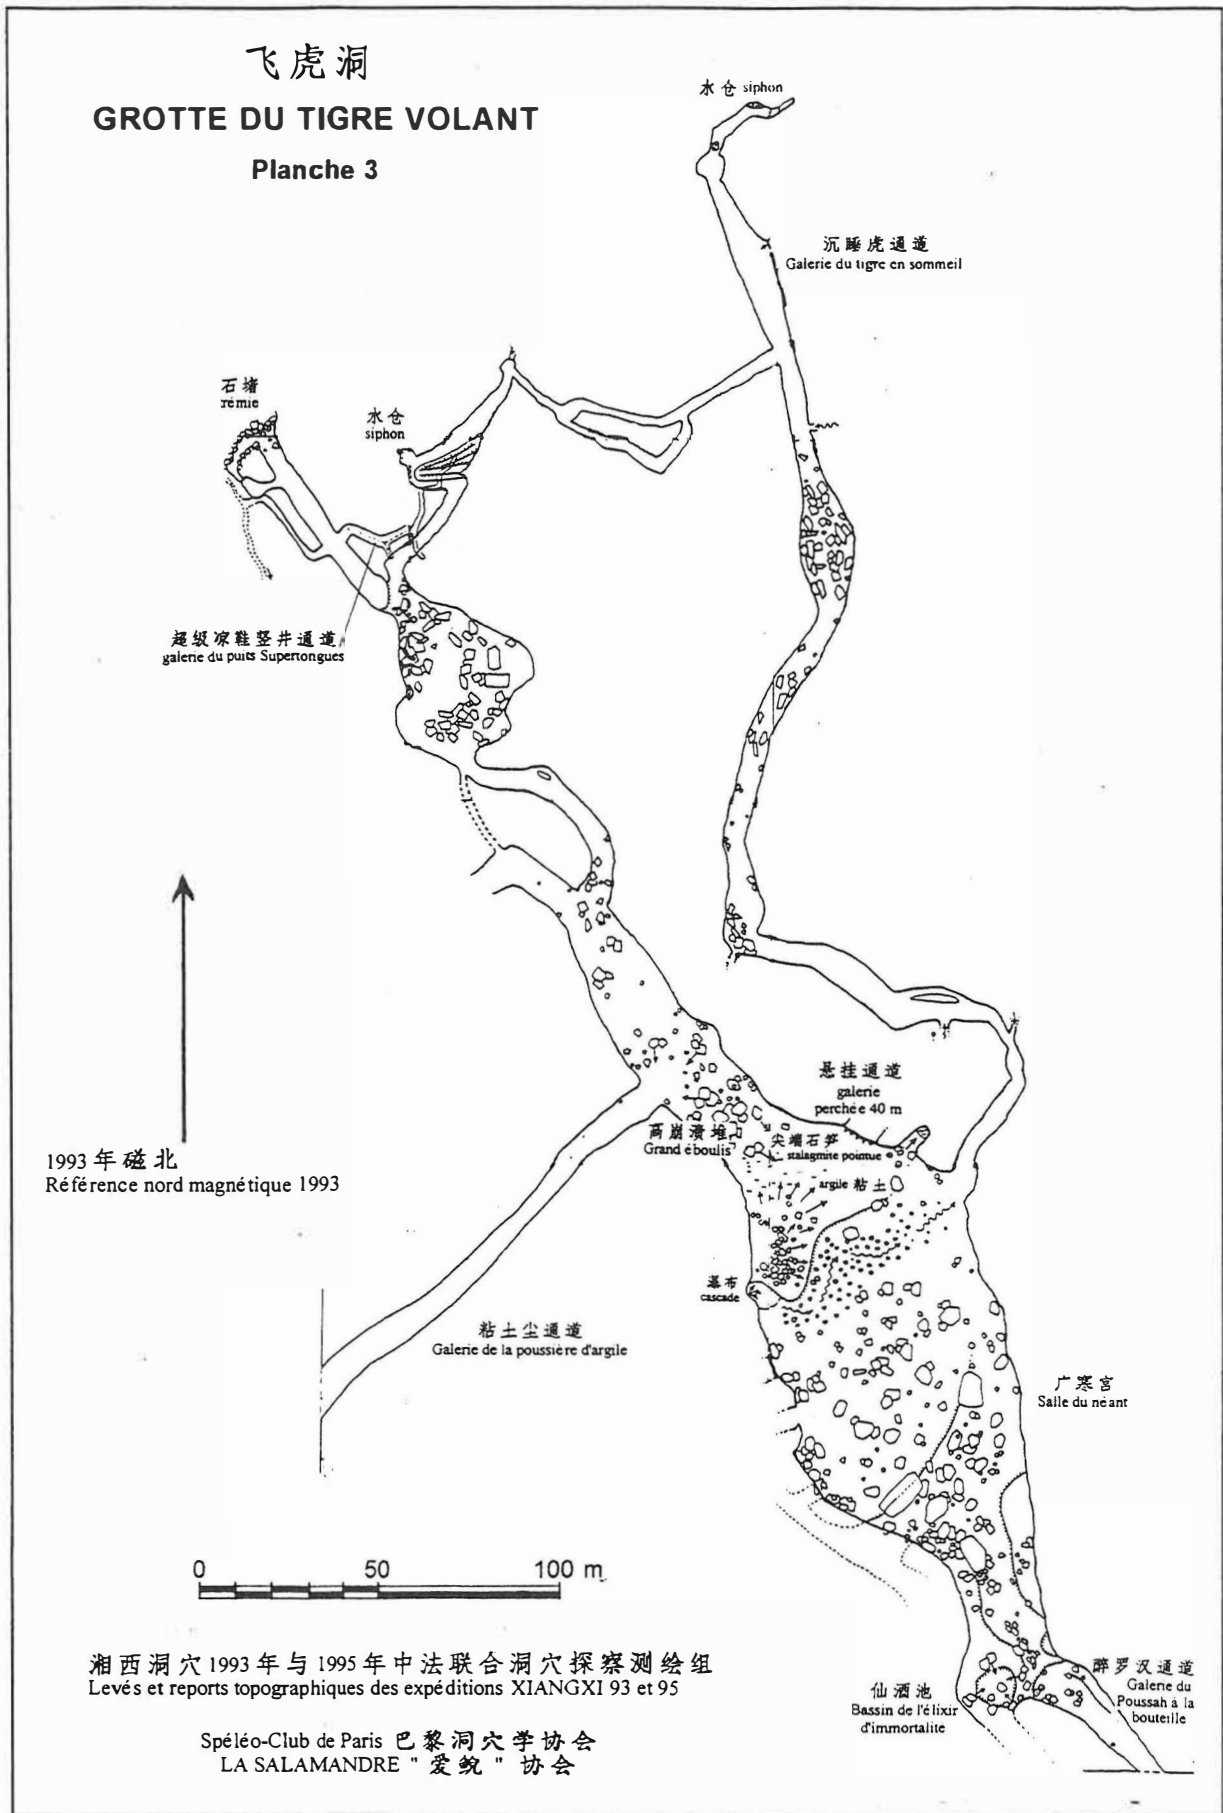 飞虎洞
GROTTE DU TIGRE VOLANT
Planche 3
水仓 siphon
沉睡虎通道
Galerie du tigre en sommeil
石堵
rémie
水仓
siphon
超级凉鞋竖井通道
galerie du puits Supertongues
悬挂通道
galerie
perchée 40 m
高崩溃堆
Grand éboulis
尖端石笋
stalagmite pointue
argile 粘土
1993年磁北
Référence nord magnétique 1993
瀑布
cascade
粘土尘通道
Galerie de la poussière d'argile
广寒宫
Salle du néant
0 50 100 m
湘西洞穴1993年与1995年中法联合洞穴探察测绘组
Levés et reports topographiques des expéditions XIANGXI 93 et 95
仙酒池
Bassin de l'élixir
d'immortalite
醉罗汉通道
Galerie du
Poussah à la
bouteille
Spéléo-Club de Paris 巴黎洞穴学协会
LA SALAMANDRE " 爱鲵 " 协会